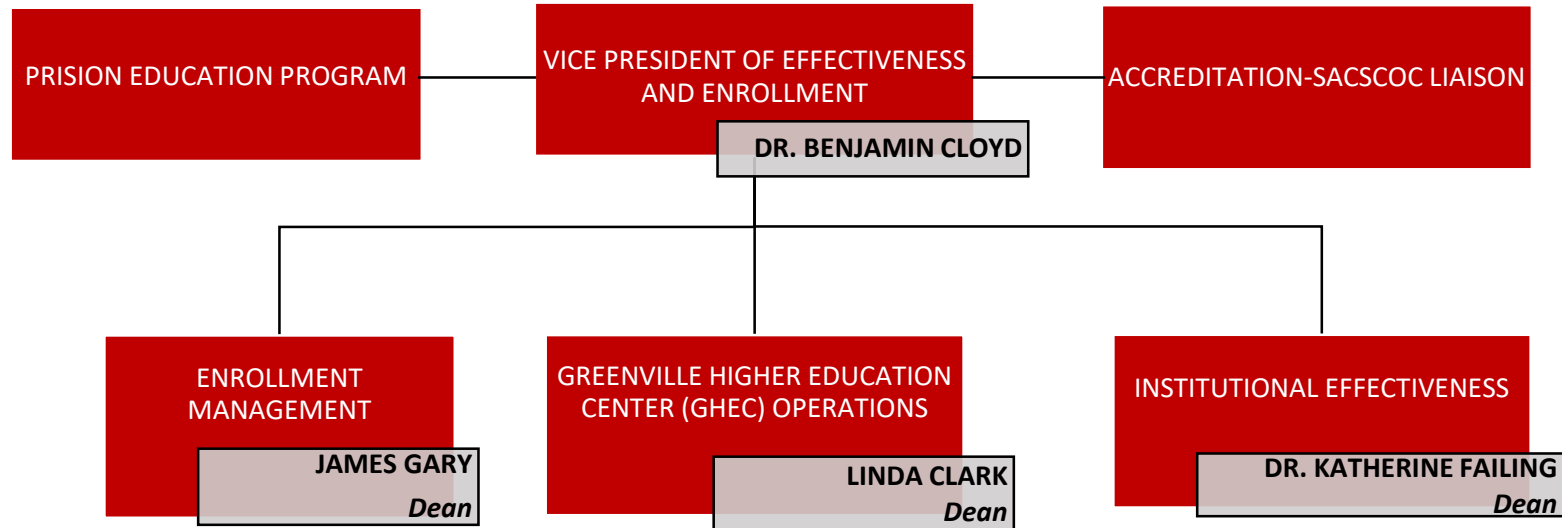 PRISION EDUCATION PROGRAM
VICE PRESIDENT OF EFFECTIVENESS
AND ENROLLMENT
DR. BENJAMIN CLOYD
ACCREDITATION-SACSCOC LIAISON
ENROLLMENT
MANAGEMENT
JAMES GARY
Dean
GREENVILLE HIGHER EDUCATION
CENTER (GHEC) OPERATIONS
LINDA CLARK
Dean
INSTITUTIONAL EFFECTIVENESS
DR. KATHERINE FAILING
Dean